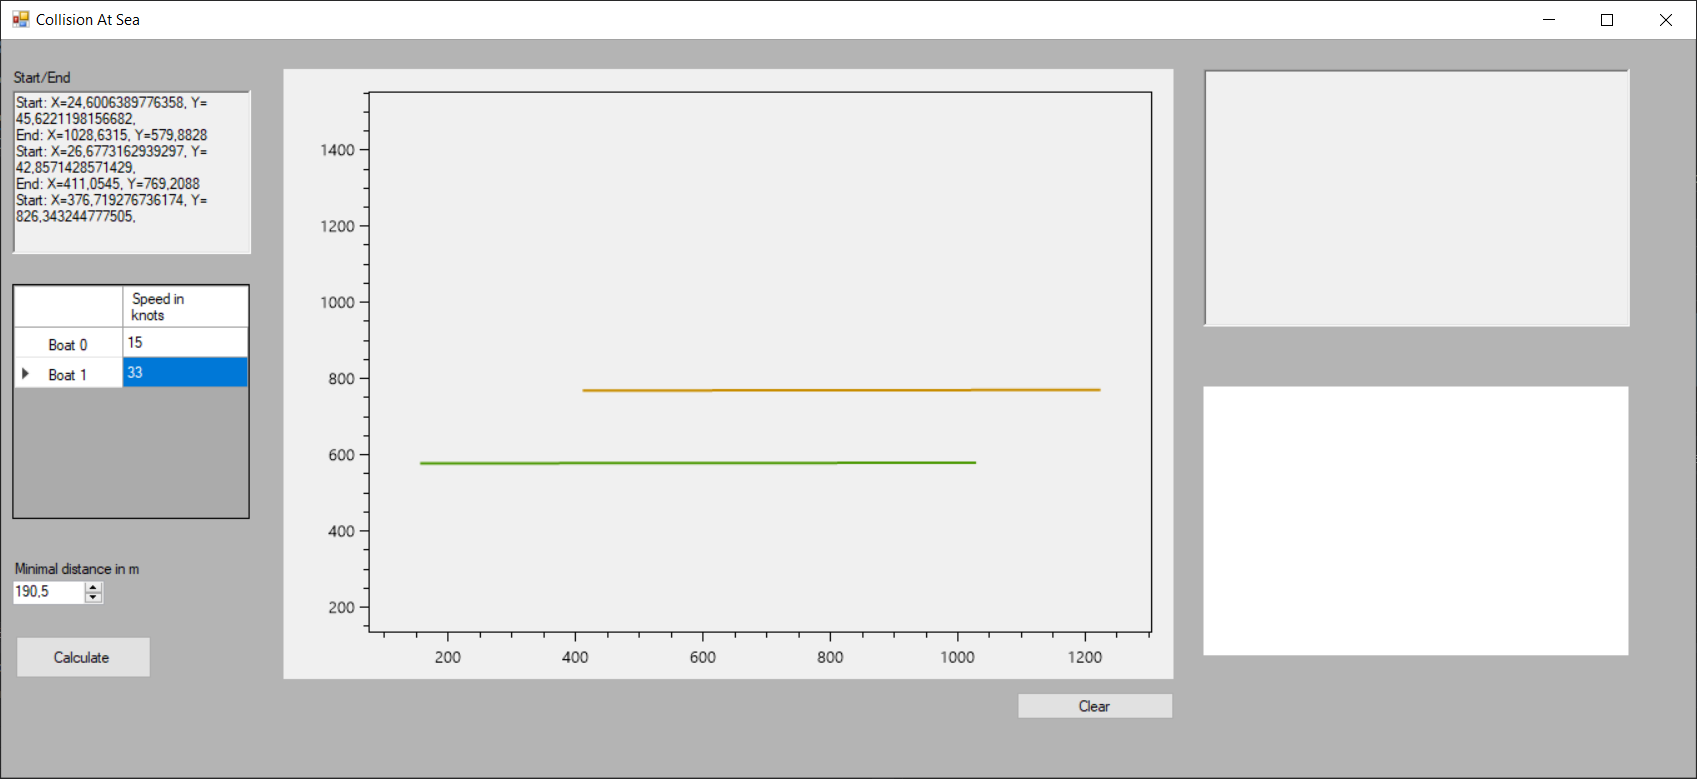 Collision At Sea
Start/End
Start: X=24,6006389776358, Y=
45,6221198156682,
End: X=1028,6315, Y=579,8828
Start: X=26,6773162939297, Y=
42,8571428571429,
End: X=411,0545, Y=769,2088
Start: X=376,719276736174, Y=
826,343244777505,
Speed in
knots
Boat 0 15
Boat 1 33
Minimal distance in m
190,5
Calculate
1400
1200
1000
800
600
400
200
200 400 600 800 1000 1200
Clear